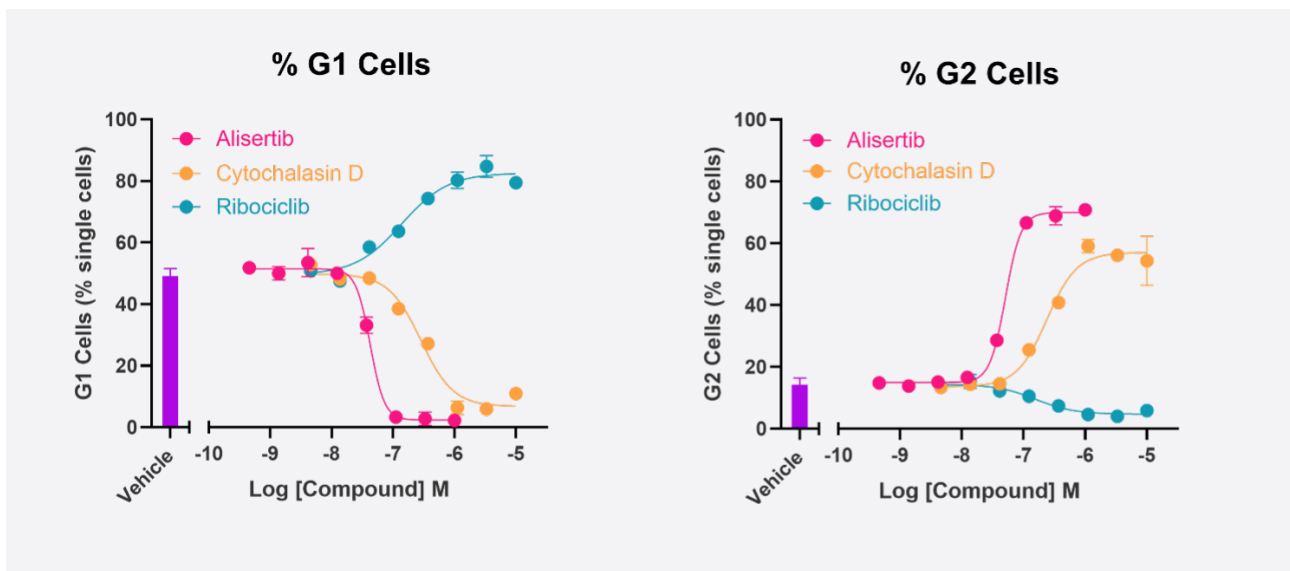 % G1 Cells
G1 Cells (% single cells)
100
80
60
40
20
0
Alisertib
Cytochalasin D
Ribociclib
Vehicle
-10 -9 -8 -7 -6 -5
Log [Compound] M
% G2 Cells
G2 Cells (% single cells)
100
80
60
40
20
0
Alisertib
Cytochalasin D
Ribociclib
Vehicle
-10 -9 -8 -7 -6 -5
Log [Compound] M